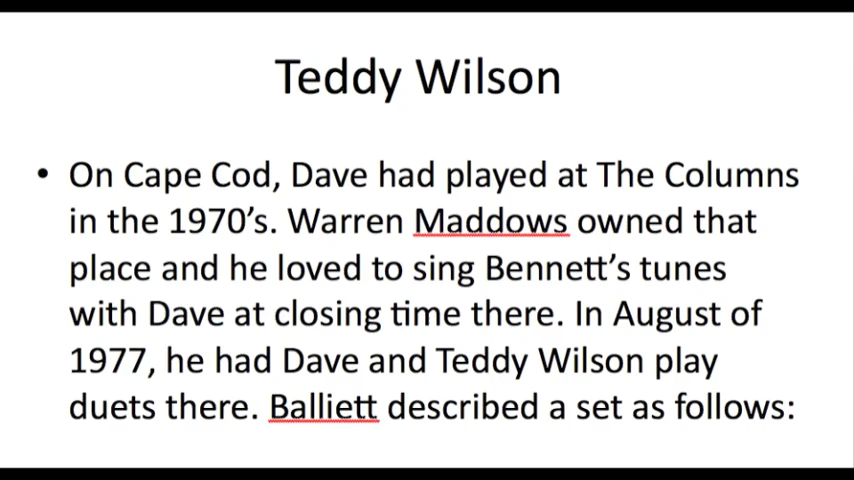 Teddy Wilson
• On Cape Cod, Dave had played at The Columns
in the 1970’s. Warren Maddows owned that
place and he loved to sing Bennett’s tunes
with Dave at closing time there. In August of
1977, he had Dave and Teddy Wilson play
duets there. Balliett described a set as follows: